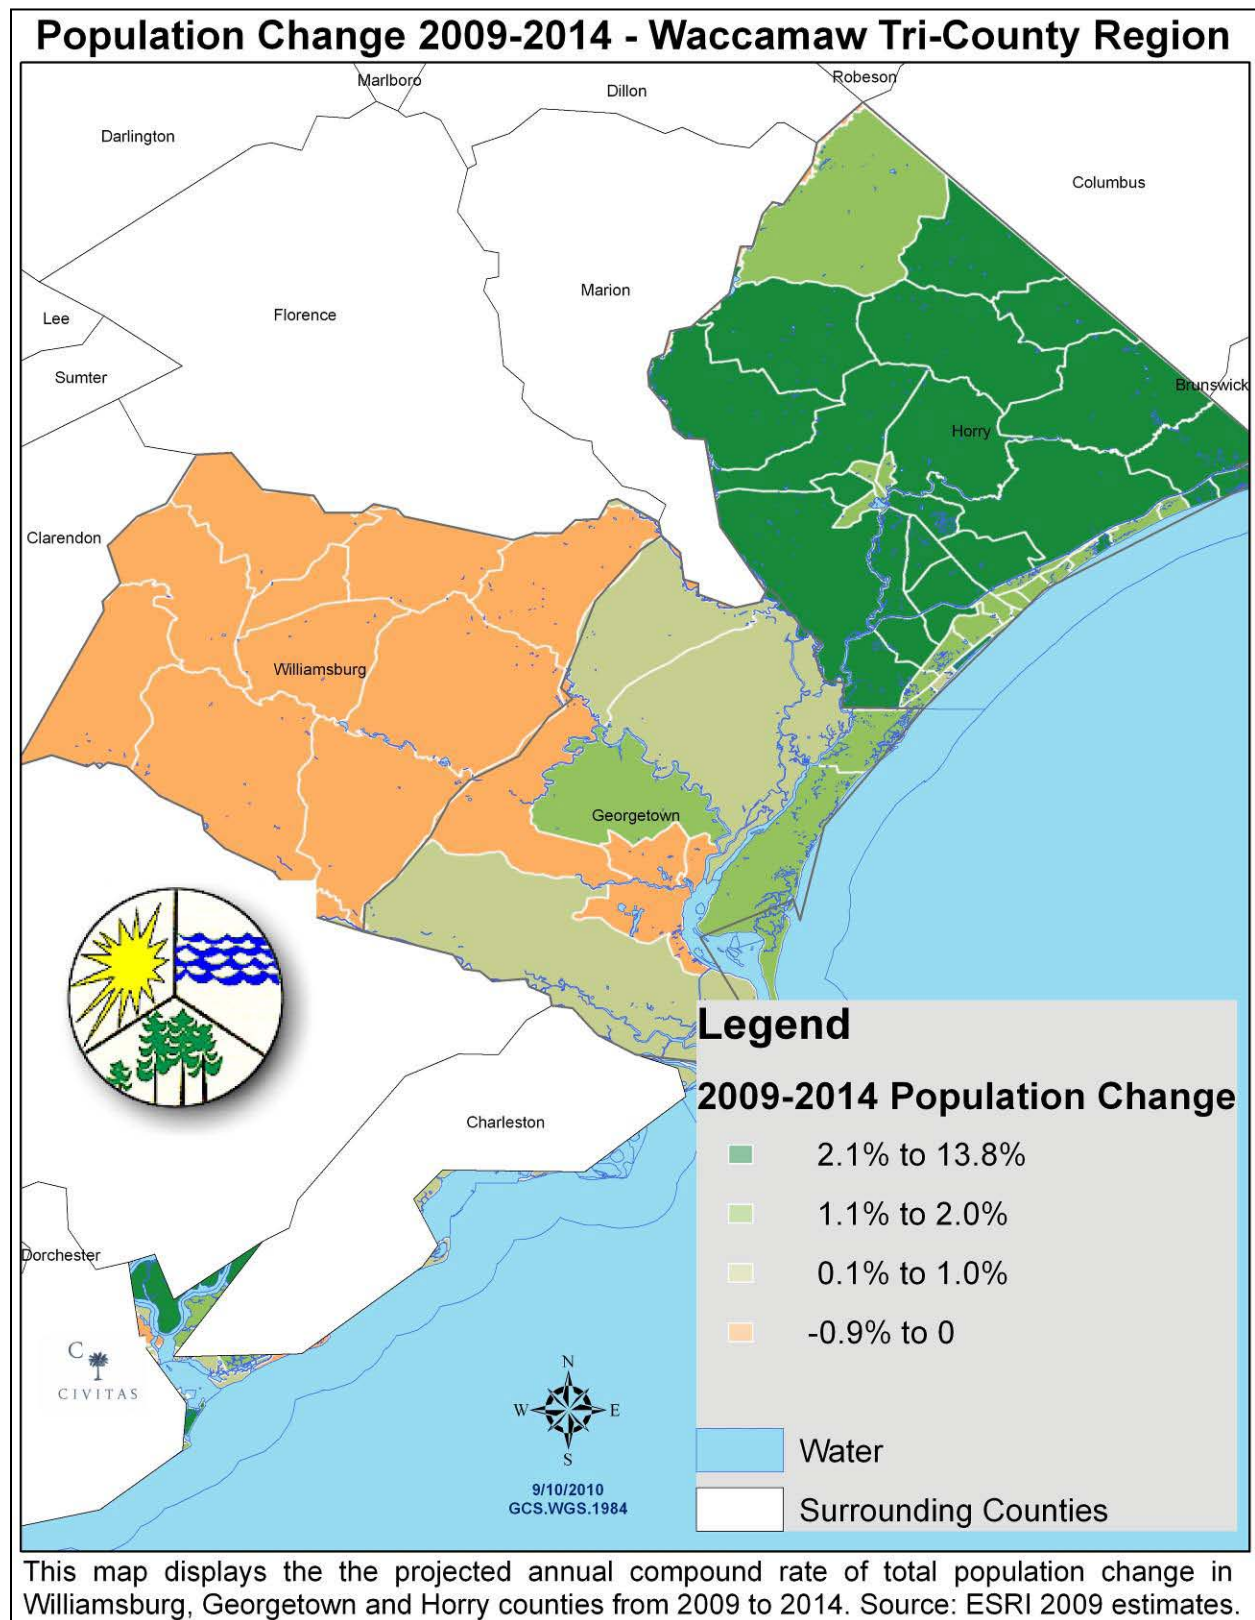 Population Change 2009-2014 - Waccamaw Tri-County Region
Marlboro
Robeson
Dillon
Darlington
Columbus
Marion
Florence
Lee
Sumter
Brunswick
Horry
Clarendon
Williamsburg
Georgetown
Legend
2009-2014 Population Change
Charleston
2.1% to 13.8%
1.1% to 2.0%
Dorchester
0.1% to 1.0%
-0.9% to 0
C
CIVITAS
N
W E
S
Water
9/10/2010
GCS.WGS.1984
Surrounding Counties
This map displays the the projected annual compound rate of total population change in
Williamsburg, Georgetown and Horry counties from 2009 to 2014. Source: ESRI 2009 estimates.